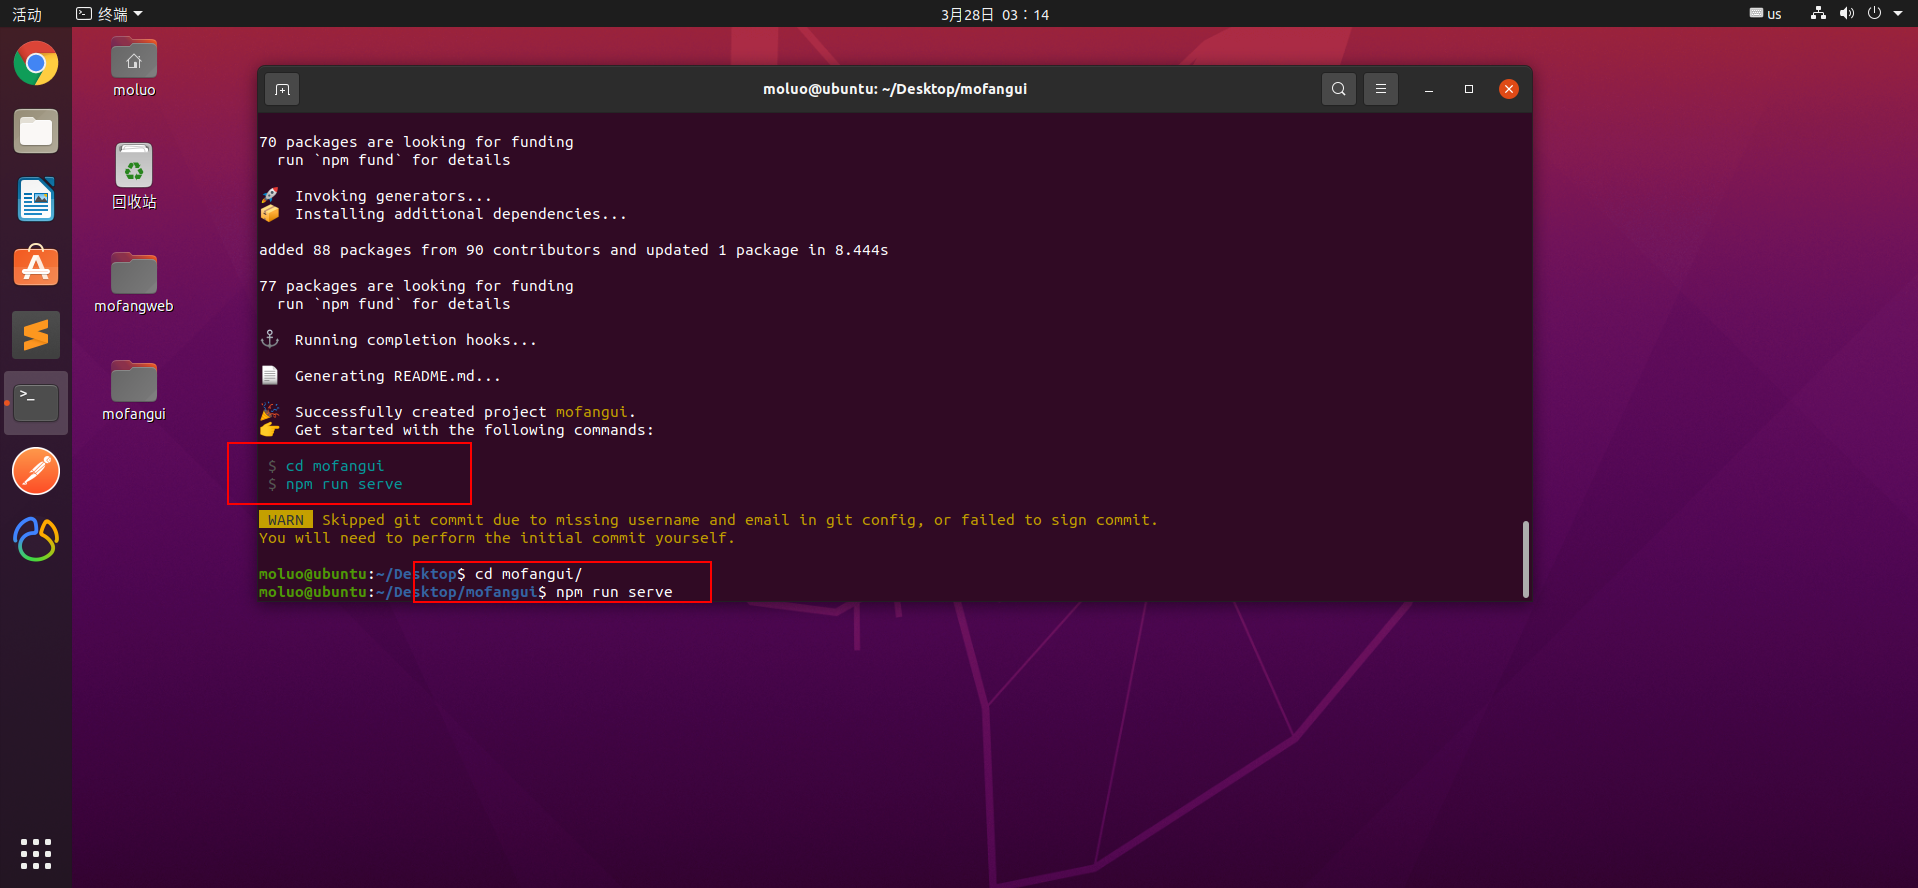 活动
终端
3月28日 03：14
us
moluo
回收站
mofangweb
mofangui
moluo@ubuntu: ~/Desktop/mofangui
70 packages are looking for funding
run `npm fund` for details
Invoking generators...
Installing additional dependencies...
added 88 packages from 90 contributors and updated 1 package in 8.444s
77 packages are looking for funding
run `npm fund` for details
Running completion hooks...
Generating README.md...
Successfully created project mofangui.
Get started with the following commands:
$ cd mofangui
$ npm run serve
WARN Skipped git commit due to missing username and email in git config, or failed to sign commit.
You will need to perform the initial commit yourself.
moluo@ubuntu:~/Desktop$ cd mofangui/
moluo@ubuntu:~/Desktop/mofangui$ npm run serve